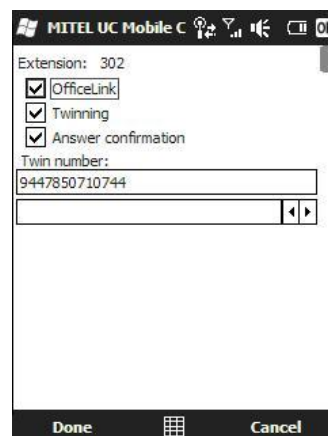 MITEL UC Mobile C
Extension: 302
OfficeLink
Twinning
Answer confirmation
Twin number:
9447850710744
Done
Cancel